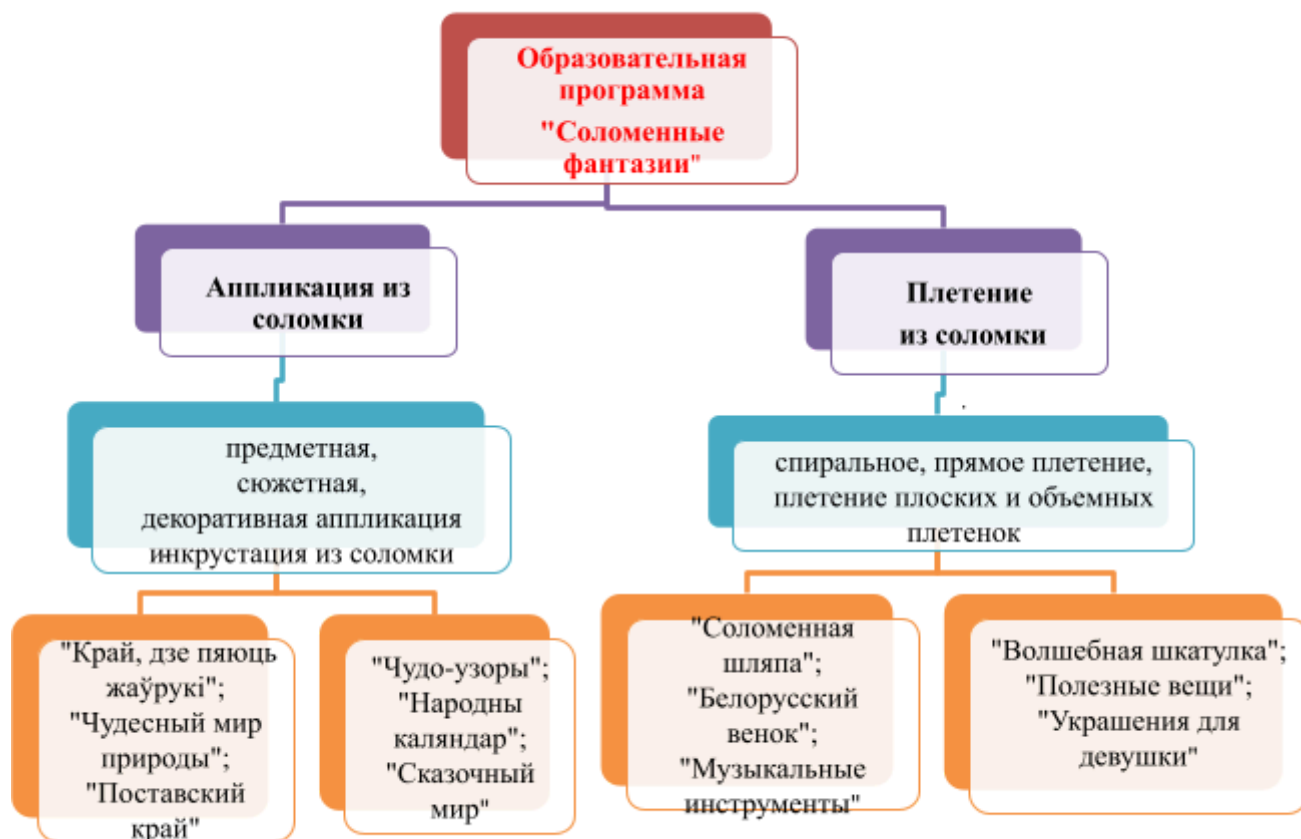 Образовательная
программа
"Соломенные
фантазии"
Аппликация из
соломки
Плетение
из соломки
предметная,
сюжетная,
декоративная аппликация
инкрустация из соломки
спиральное, прямое плетение,
плетение плоских и объемных
плетенок
"Край, дзе пяюць
жаўрукі";
"Чудесный мир
природы";
"Поставский
край"
"Чудо-узоры";
"Народны
каляндар";
"Сказочный
мир"
"Соломенная
шляпа";
"Белорусский
венок";
"Музыкальные
инструменты"
"Волшебная шкатулка";
"Полезные вещи";
"Украшения для
девушки"